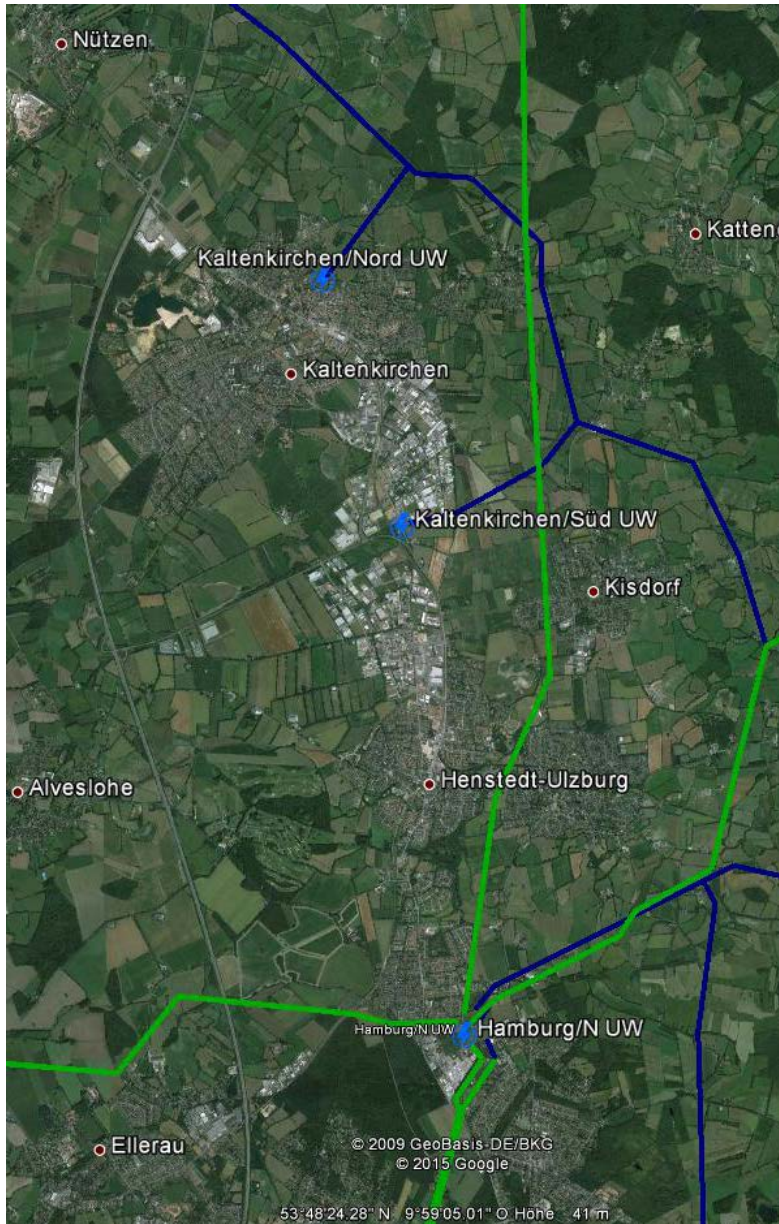 Nützen
Katten
Kaltenkirchen/Nord UW
Kaltenkirchen
Kaltenkirchen/Süd UW
Kisdorf
Alveslohe
Henstedt-Ulzburg
Hamburg/N UW
Hamburg/N UW
Ellerau
© 2009 GeoBasis-DE/BKG
© 2015 Google
53°48'24.28" N 9°59'05.01" O Höhe 41 m